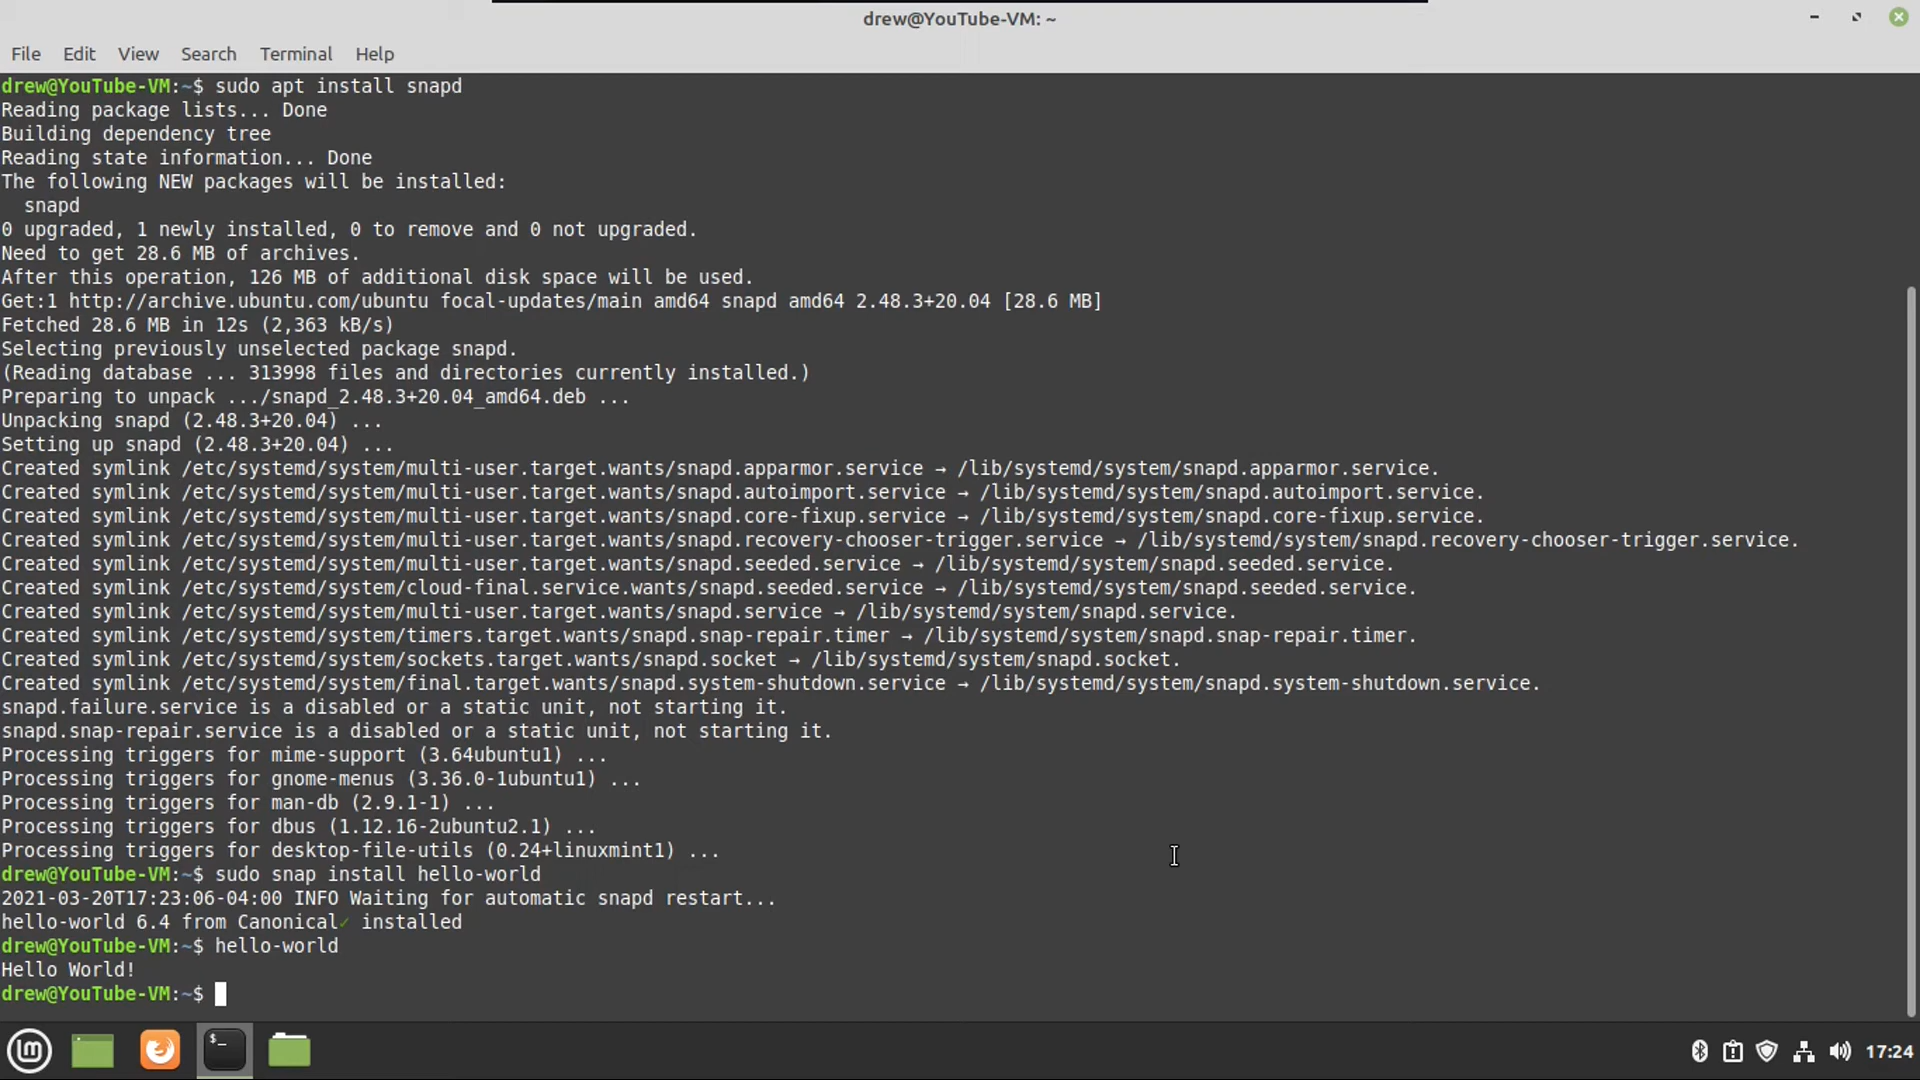 drew@YouTube-VM: ~
File Edit View Search Terminal Help
drew@YouTube-VM:~$ sudo apt install snapd
Reading package lists... Done
Building dependency tree
Reading state information... Done
The following NEW packages will be installed:
  snapd
0 upgraded, 1 newly installed, 0 to remove and 0 not upgraded.
Need to get 28.6 MB of archives.
After this operation, 126 MB of additional disk space will be used.
Get:1 http://archive.ubuntu.com/ubuntu focal-updates/main amd64 snapd amd64 2.48.3+20.04 [28.6 MB]
Fetched 28.6 MB in 12s (2,363 kB/s)
Selecting previously unselected package snapd.
(Reading database ... 313998 files and directories currently installed.)
Preparing to unpack .../snapd_2.48.3+20.04_amd64.deb ...
Unpacking snapd (2.48.3+20.04) ...
Setting up snapd (2.48.3+20.04) ...
Created symlink /etc/systemd/system/multi-user.target.wants/snapd.apparmor.service → /lib/systemd/system/snapd.apparmor.service.
Created symlink /etc/systemd/system/multi-user.target.wants/snapd.autoimport.service → /lib/systemd/system/snapd.autoimport.service.
Created symlink /etc/systemd/system/multi-user.target.wants/snapd.core-fixup.service → /lib/systemd/system/snapd.core-fixup.service.
Created symlink /etc/systemd/system/multi-user.target.wants/snapd.recovery-chooser-trigger.service → /lib/systemd/system/snapd.recovery-chooser-trigger.service.
Created symlink /etc/systemd/system/multi-user.target.wants/snapd.seeded.service → /lib/systemd/system/snapd.seeded.service.
Created symlink /etc/systemd/system/cloud-final.service.wants/snapd.seeded.service → /lib/systemd/system/snapd.seeded.service.
Created symlink /etc/systemd/system/multi-user.target.wants/snapd.service → /lib/systemd/system/snapd.service.
Created symlink /etc/systemd/system/timers.target.wants/snapd.snap-repair.timer → /lib/systemd/system/snapd.snap-repair.timer.
Created symlink /etc/systemd/system/sockets.target.wants/snapd.socket → /lib/systemd/system/snapd.socket.
Created symlink /etc/systemd/system/final.target.wants/snapd.system-shutdown.service → /lib/systemd/system/snapd.system-shutdown.service.
snapd.failure.service is a disabled or a static unit, not starting it.
snapd.snap-repair.service is a disabled or a static unit, not starting it.
Processing triggers for mime-support (3.64ubuntu1) ...
Processing triggers for gnome-menus (3.36.0-1ubuntu1) ...
Processing triggers for man-db (2.9.1-1) ...
Processing triggers for dbus (1.12.16-2ubuntu2.1) ...
Processing triggers for desktop-file-utils (0.24+linuxmint1) ...
drew@YouTube-VM:~$ sudo snap install hello-world
2021-03-20T17:23:06-04:00 INFO Waiting for automatic snapd restart...
hello-world 6.4 from Canonical✓ installed
drew@YouTube-VM:~$ hello-world
Hello World!
drew@YouTube-VM:~$
17:24